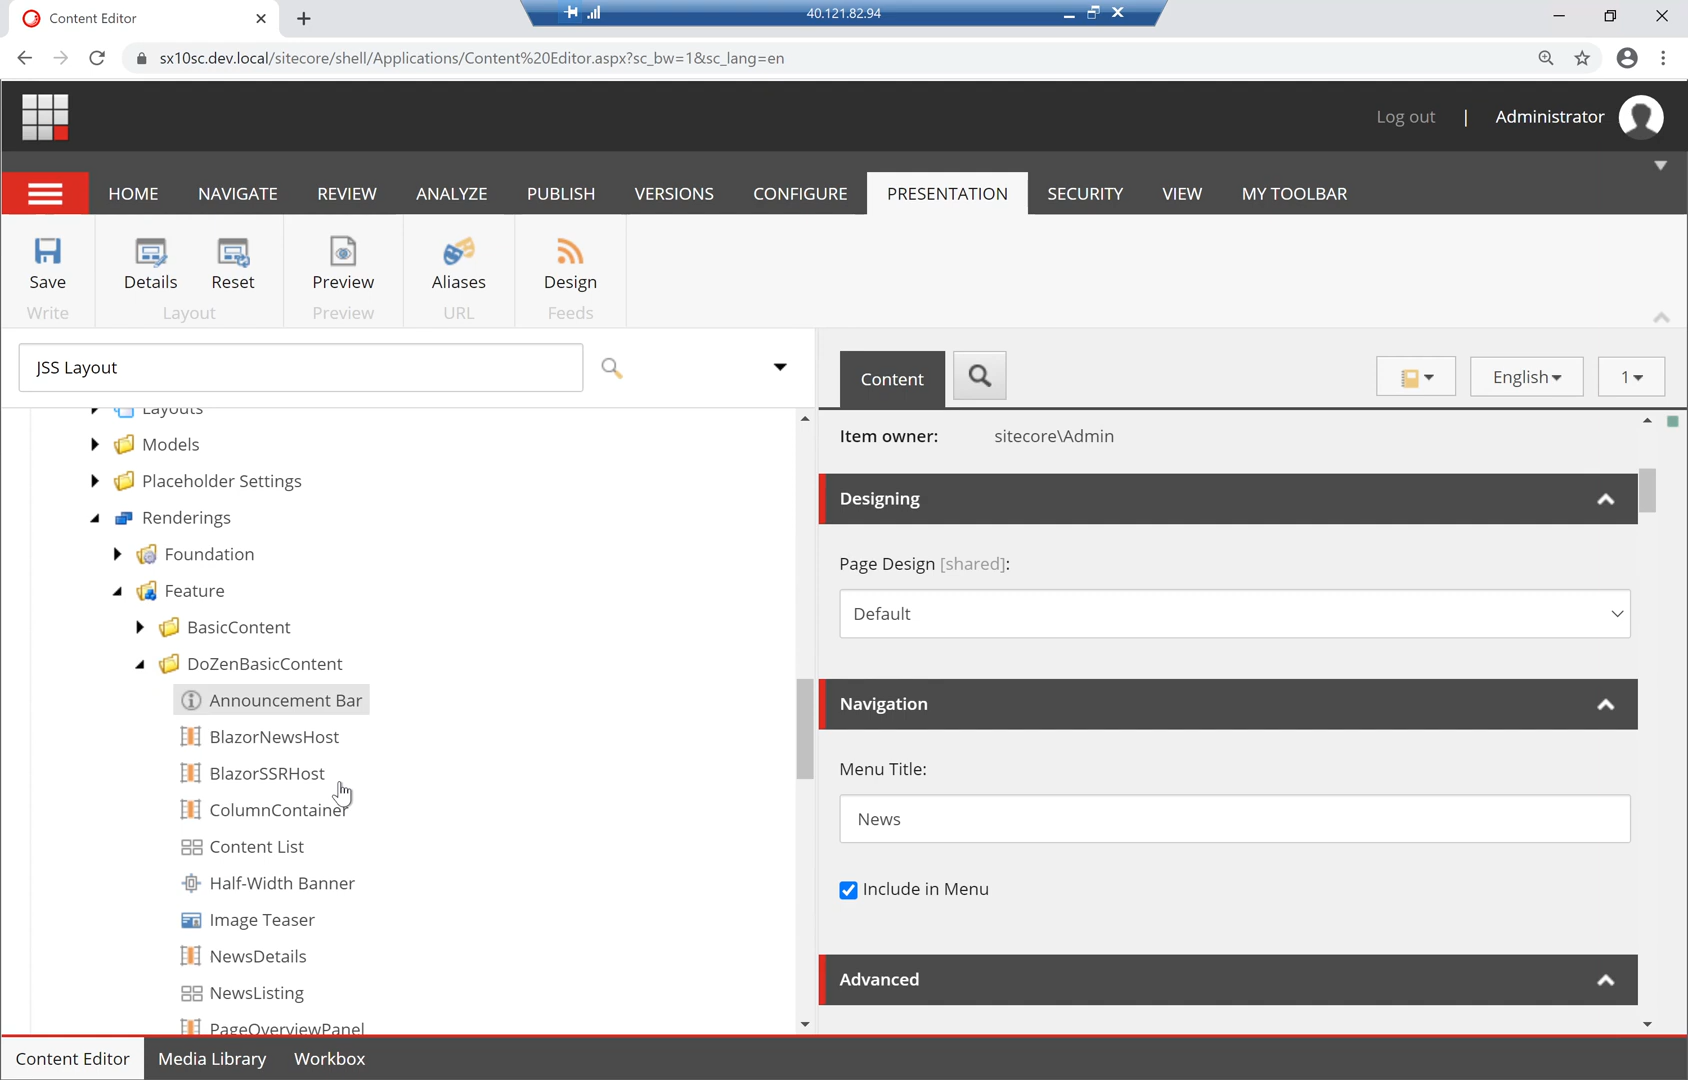 Content Editor
40.121.82.94
sx10sc.dev.local/sitecore/shell/Applications/Content%20Editor.aspx?sc_bw=1&sc_lang=en
Log out | Administrator
HOME NAVIGATE REVIEW ANALYZE PUBLISH VERSIONS CONFIGURE PRESENTATION SECURITY VIEW MY TOOLBAR
Save Details Reset Preview Aliases Design
Write Layout Preview URL Feeds
JSS Layout
Content
English
1
Layouts
Models
Placeholder Settings
Renderings
Foundation
Feature
BasicContent
DoZenBasicContent
Announcement Bar
BlazorNewsHost
BlazorSSRHost
ColumnContainer
Content List
Half-Width Banner
Image Teaser
NewsDetails
NewsListing
PageOverviewPanel
Item owner: sitecore\Admin
Designing
Page Design [shared]:
Default
Navigation
Menu Title:
News
Include in Menu
Advanced
Content Editor Media Library Workbox